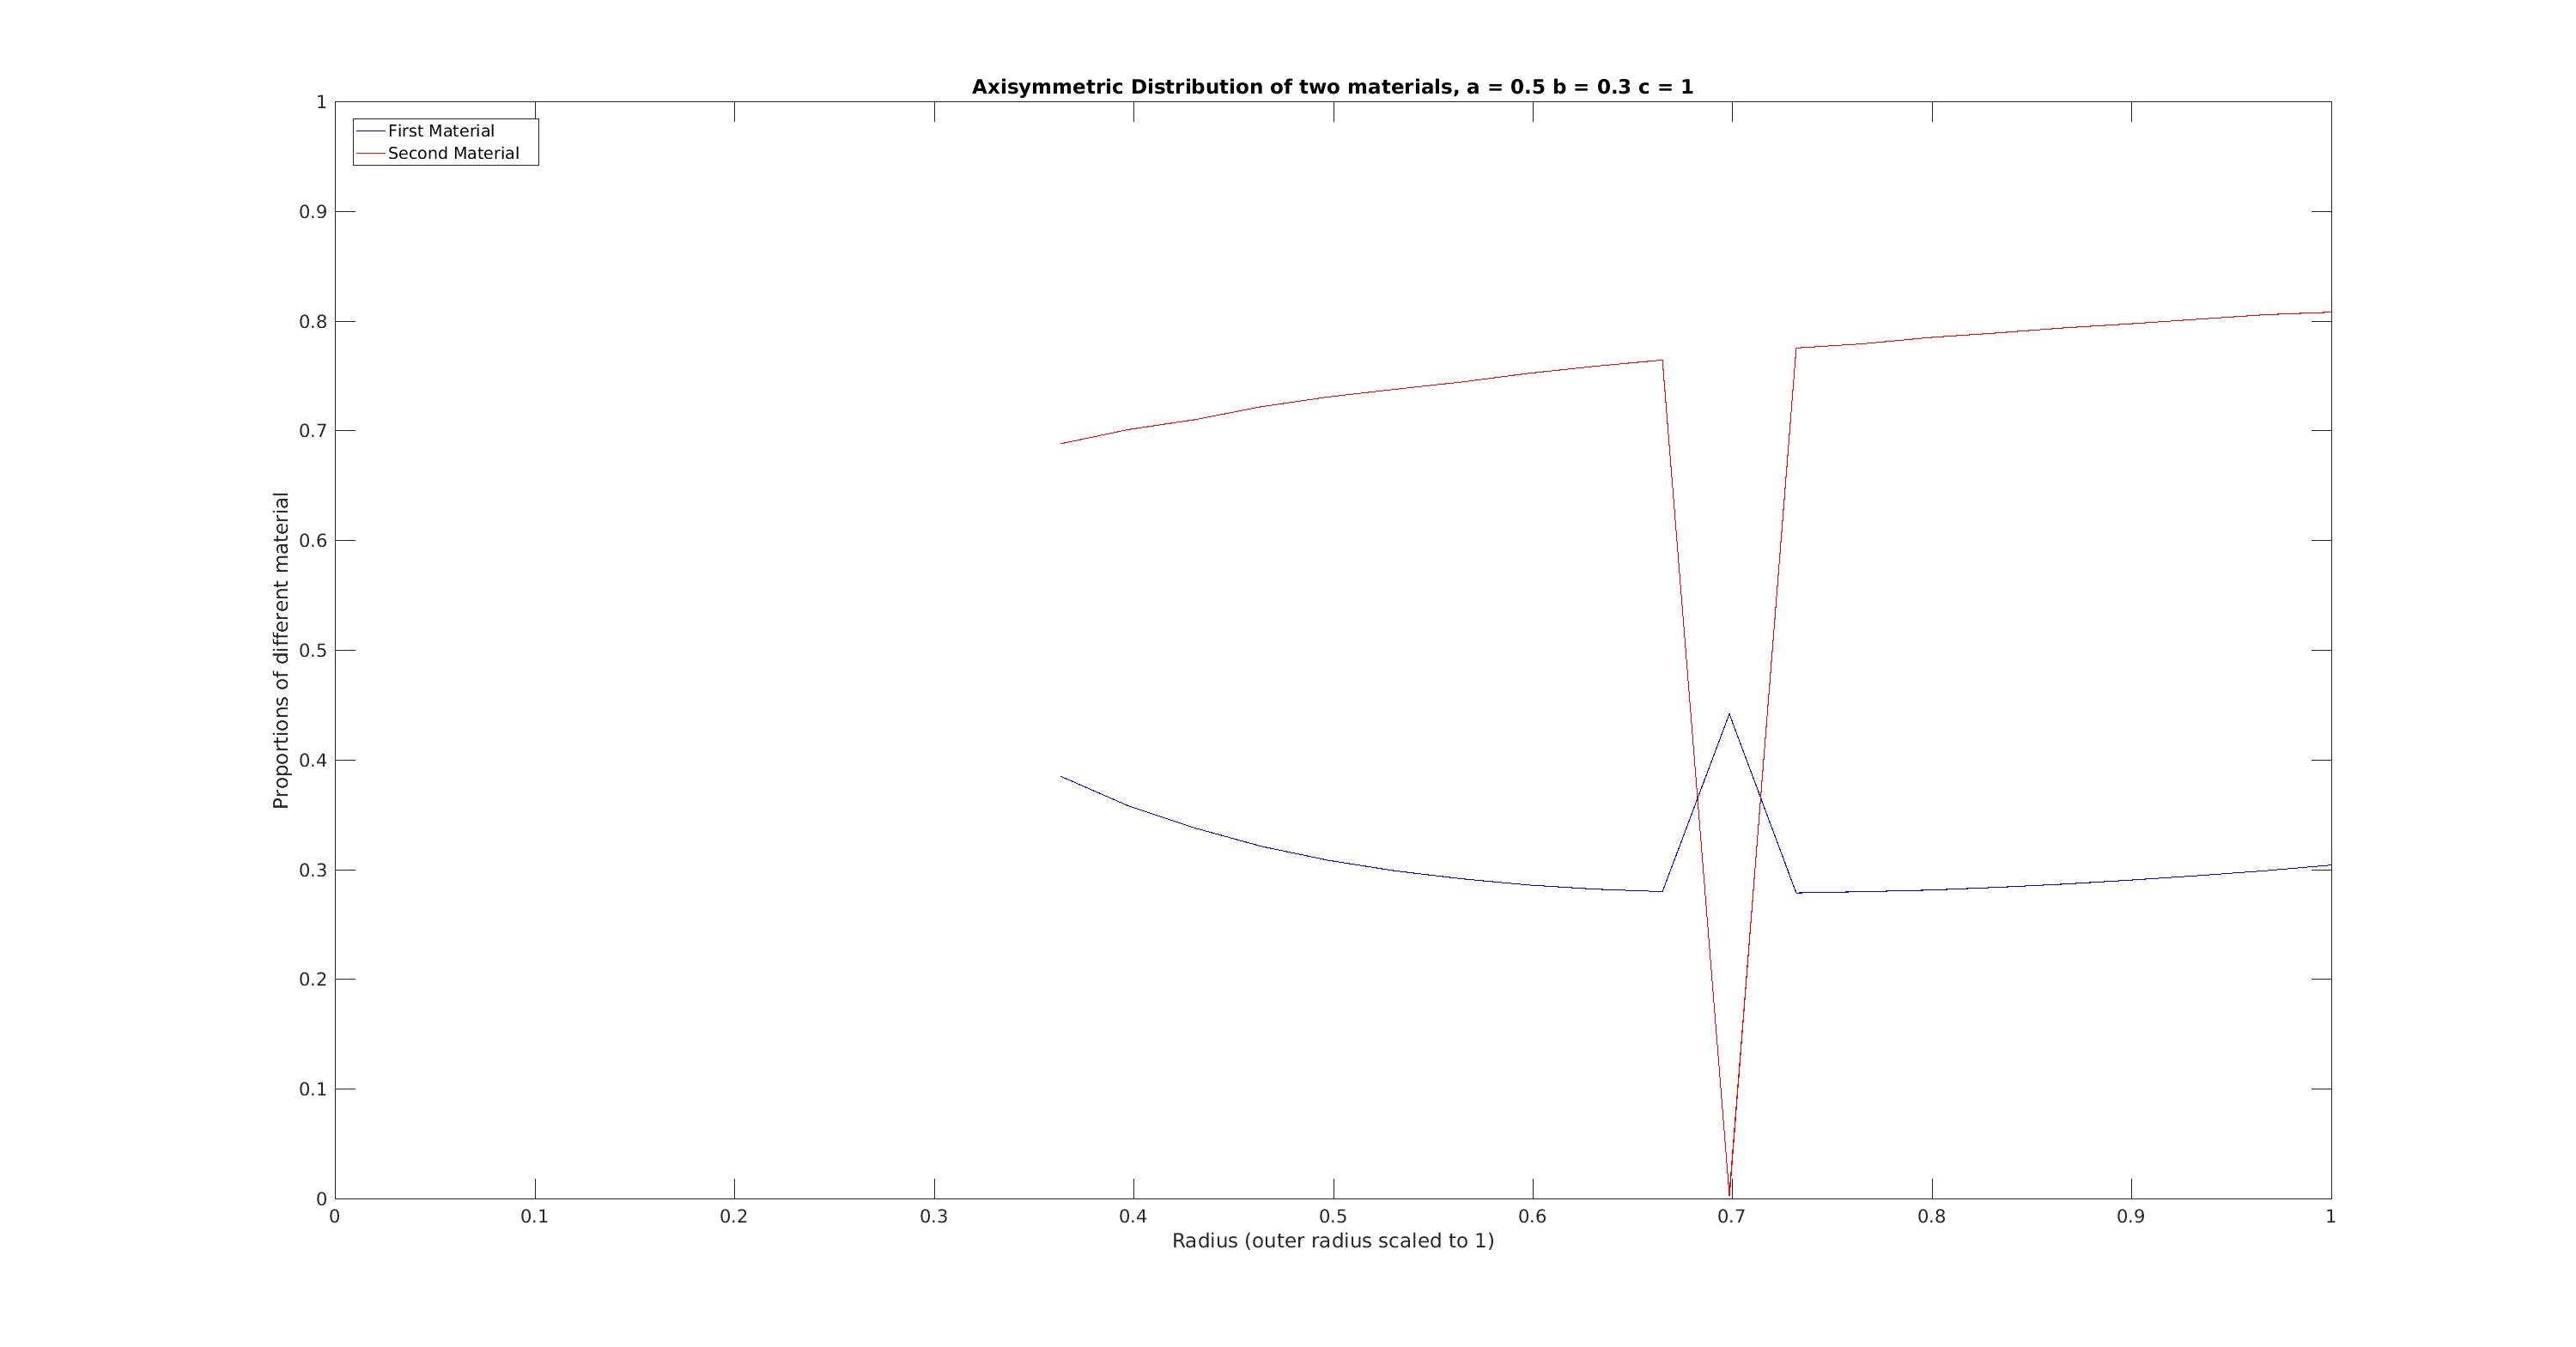 Axisymmetric Distribution of two materials, a = 0.5 b = 0.3 c = 1
First Material
Second Material
1
0.9
0.8
0.7
0.6
0.5
0.4
0.3
0.2
0.1
0
Proportions of different material
0 0.1 0.2 0.3 0.4 0.5 0.6 0.7 0.8 0.9 1
Radius (outer radius scaled to 1)